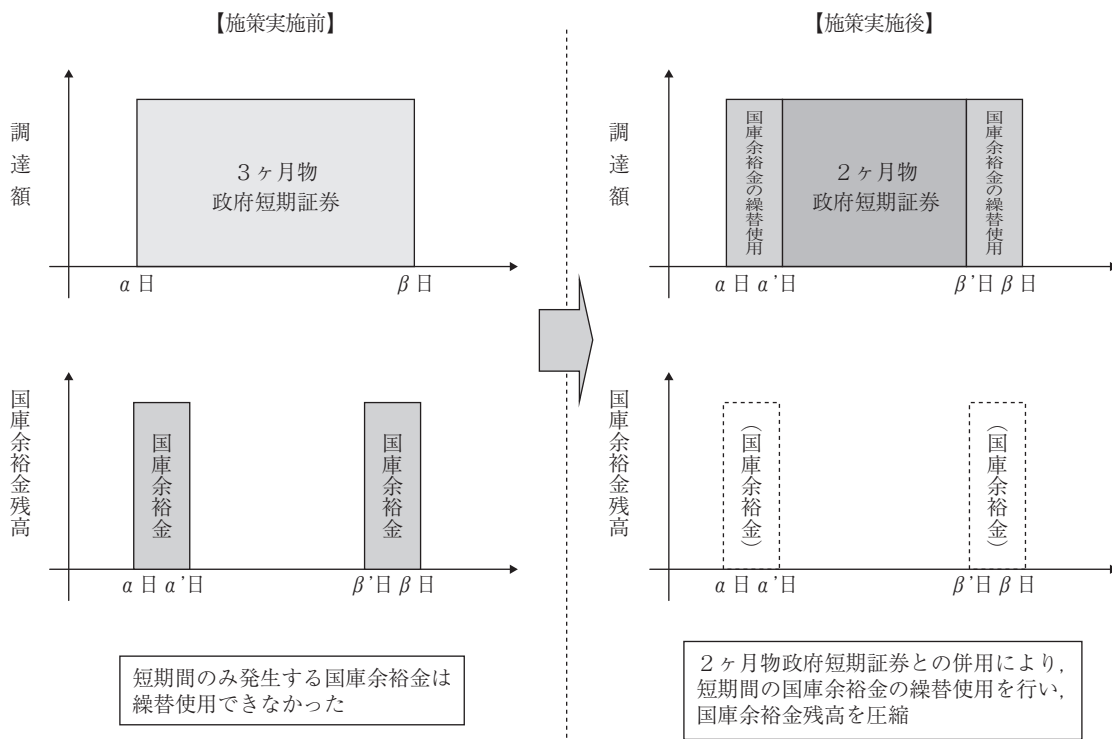 【施策実施前】
調達額
3ヶ月物
政府短期証券
α日
β日
国庫余裕金残高
国庫余裕金
国庫余裕金
α日 α'日
β'日 β日
短期間のみ発生する国庫余裕金は
繰替使用できなかった
【施策実施後】
調達額
国庫余裕金の繰替使用
2ヶ月物
政府短期証券
国庫余裕金の繰替使用
α日 α'日
β'日 β日
国庫余裕金残高
(国庫余裕金)
(国庫余裕金)
α日 α'日
β'日 β日
2ヶ月物政府短期証券との併用により,
短期間の国庫余裕金の繰替使用を行い,
国庫余裕金残高を圧縮